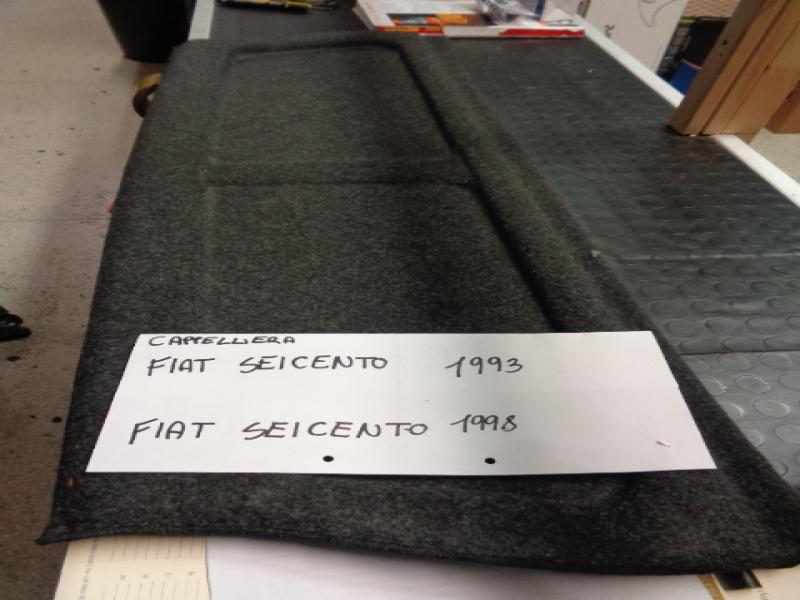 CAPPELLIERA
FIAT SEICENTO 1993
FIAT SEICENTO 1998